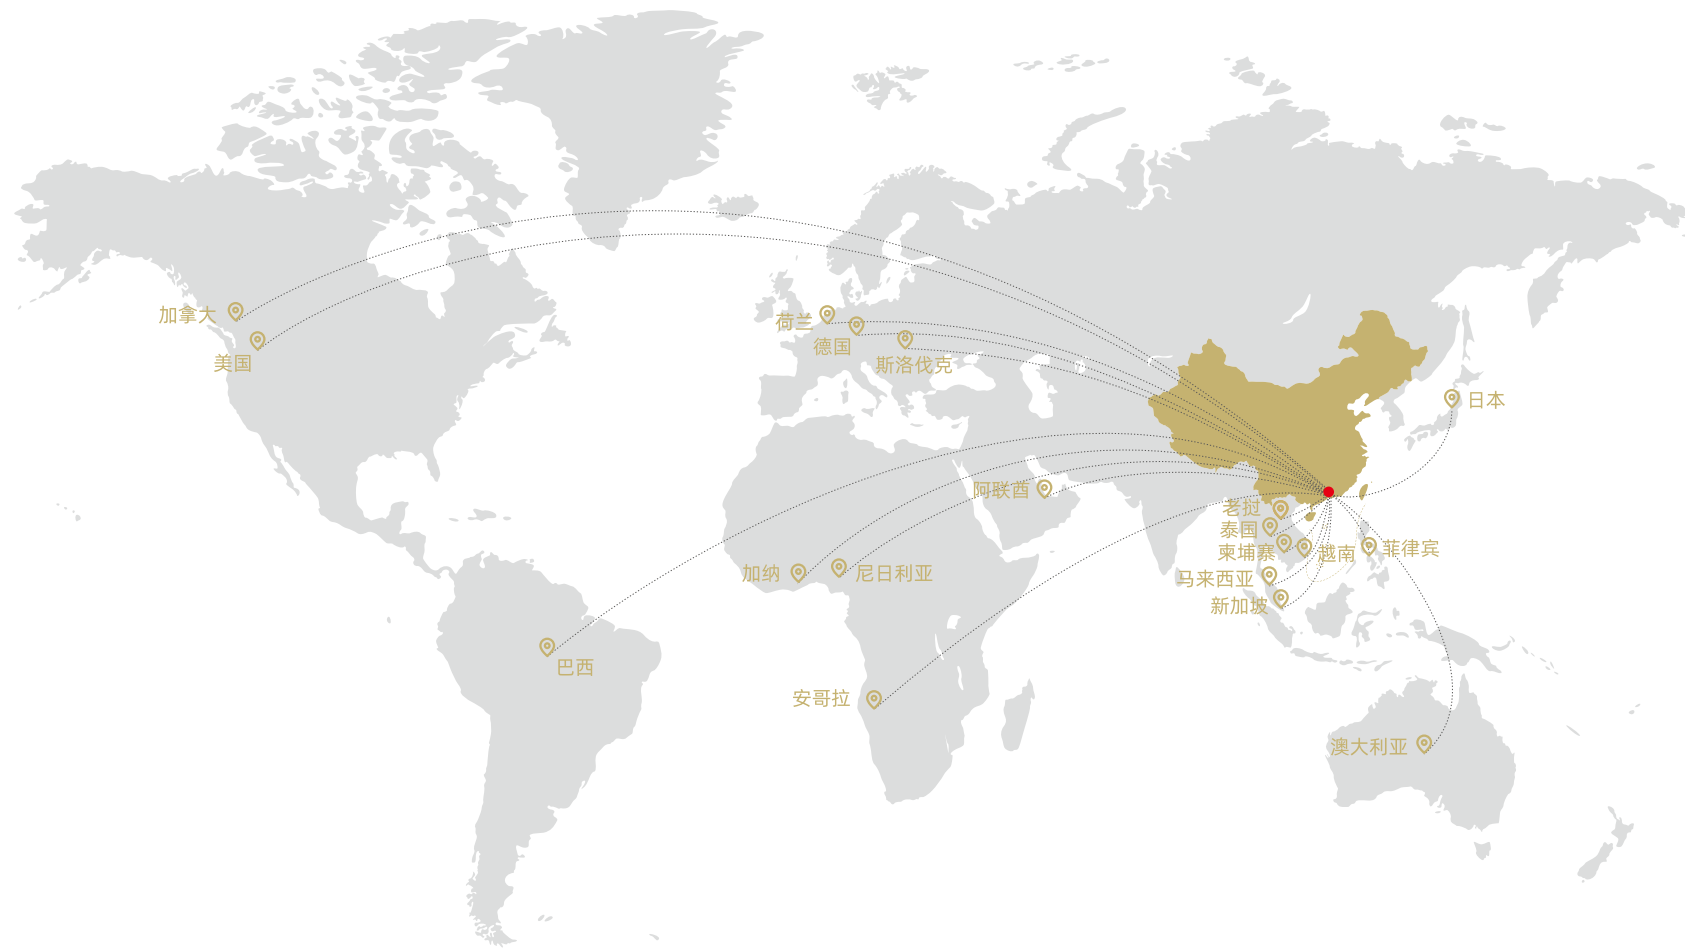 加拿大
美国
荷兰
德国
斯洛伐克
日本
阿联酋
老挝
泰国
柬埔寨
越南
菲律宾
加纳
尼日利亚
马来西亚
新加坡
巴西
安哥拉
澳大利亚